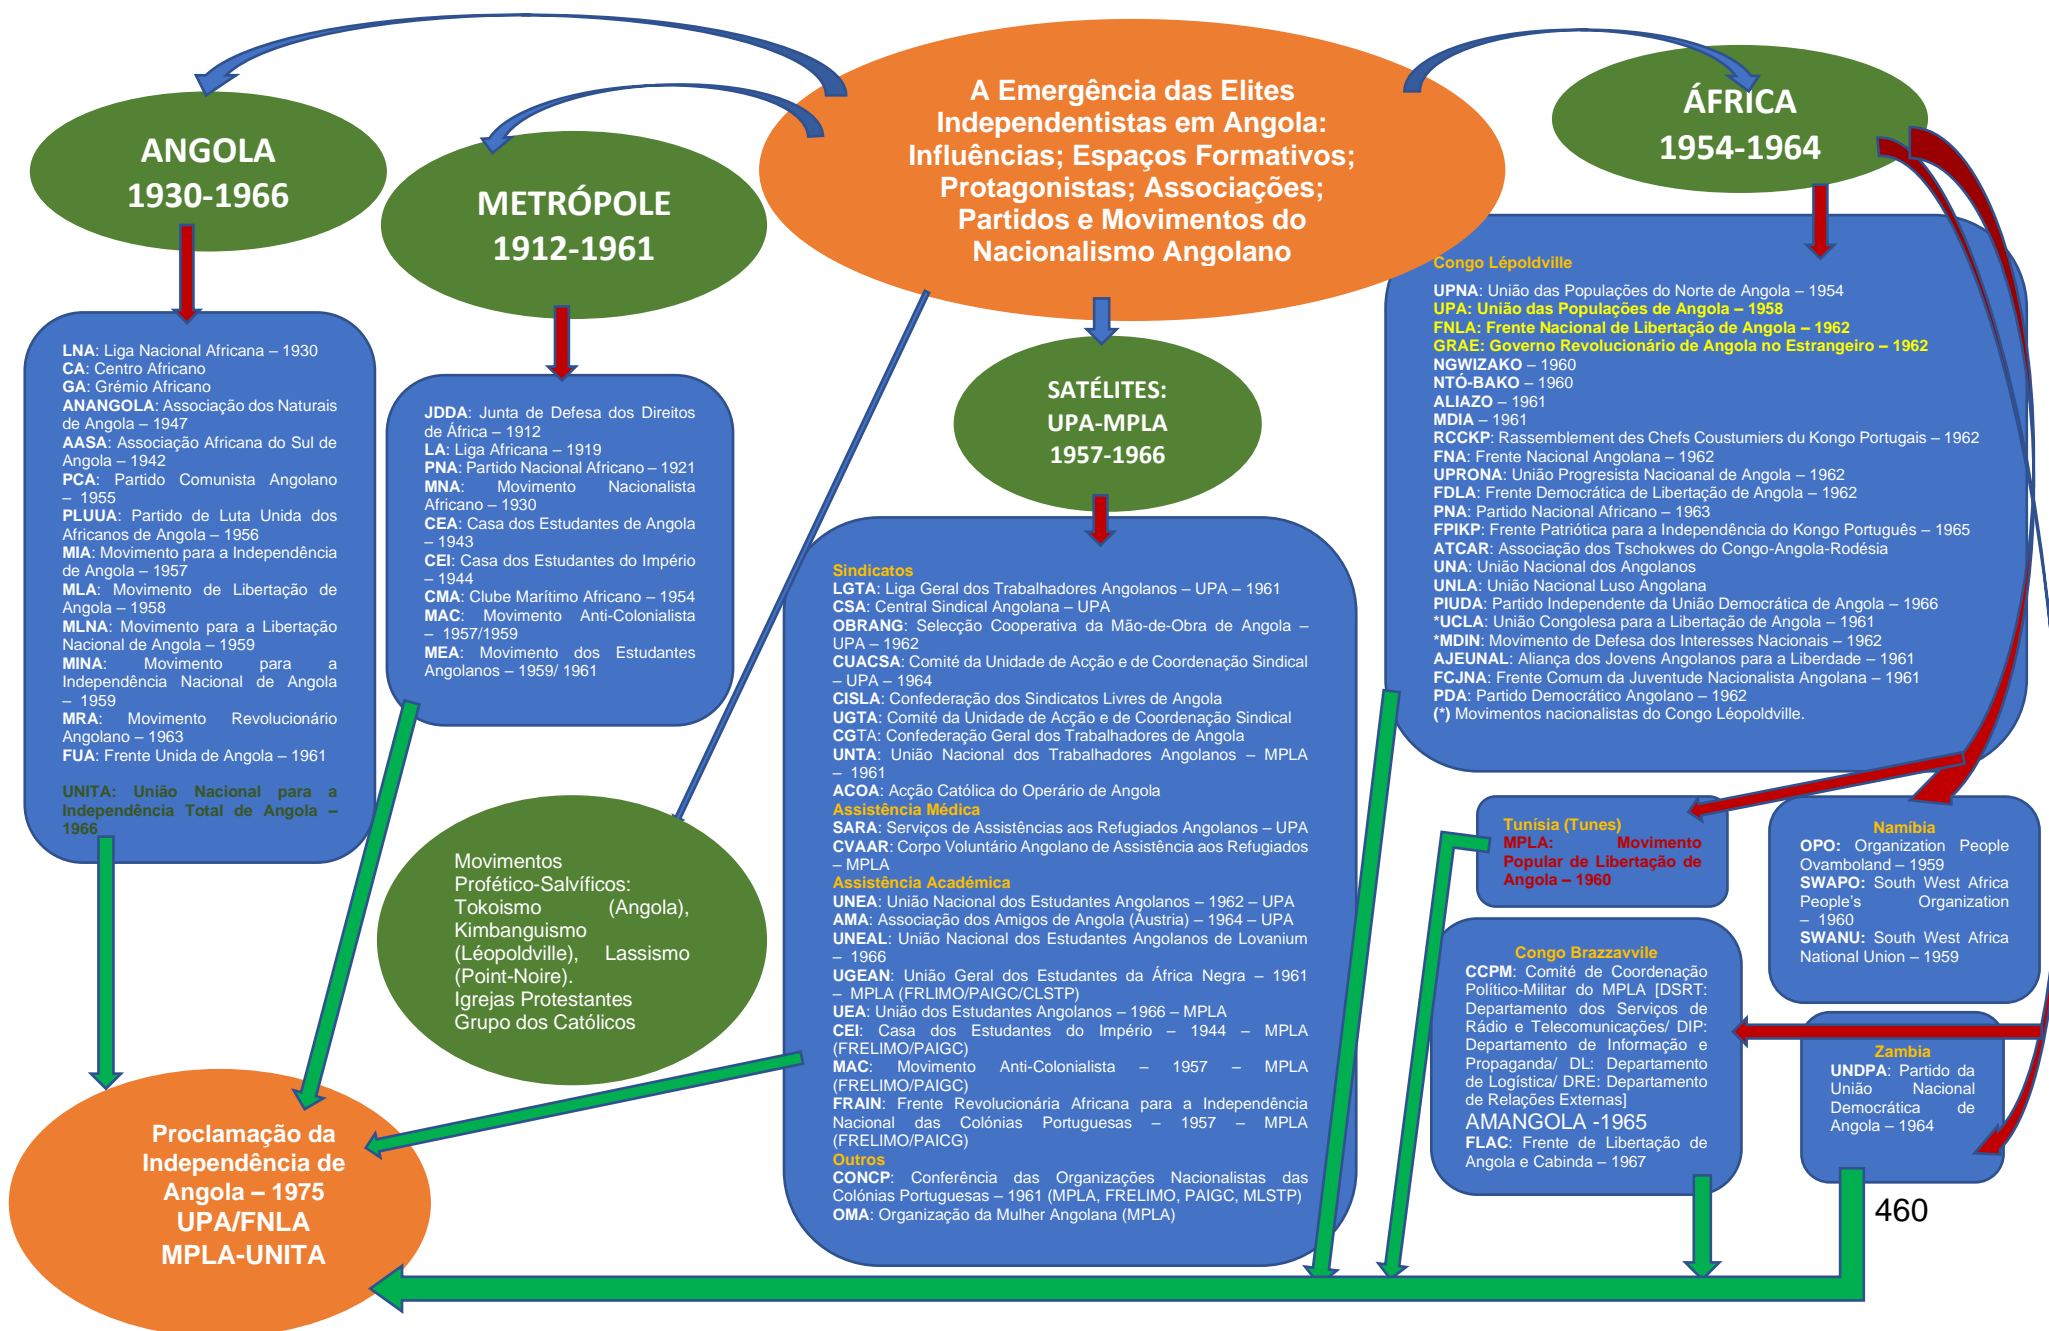 A Emergência das Elites
Independentistas em Angola:
Influências; Espaços Formativos;
Protagonistas; Associações;
Partidos e Movimentos do
Nacionalismo Angolano
ANGOLA
1930-1966
LNA: Liga Nacional Africana – 1930
CA: Centro Africano
GA: Grémio Africano
ANANGOLA: Associação dos Naturais
de Angola – 1947
AASA: Associação Africana do Sul de
Angola – 1942
PCA: Partido Comunista Angolano
– 1955
PLUUA: Partido de Luta Unida dos
Africanos de Angola – 1956
MIA: Movimento para a Independência
de Angola – 1957
MLA: Movimento de Libertação de
Angola – 1958
MLNA: Movimento para a Libertação
Nacional de Angola – 1959
MINA: Movimento para a
Independência Nacional de Angola
– 1959
MRA: Movimento Revolucionário
Angolano – 1963
FUA: Frente Unida de Angola – 1961
UNITA: União Nacional para a
Independência Total de Angola –
1966
METRÓPOLE
1912-1961
JDDA: Junta de Defesa dos Direitos
de África – 1912
LA: Liga Africana – 1919
PNA: Partido Nacional Africano – 1921
MNA: Movimento Nacionalista
Africano – 1930
CEA: Casa dos Estudantes de Angola
– 1943
CEI: Casa dos Estudantes do Império
– 1944
CMA: Clube Marítimo Africano – 1954
MAC: Movimento Anti-Colonialista
– 1957/1959
MEA: Movimento dos Estudantes
Angolanos – 1959/ 1961
Movimentos
Profético-Salvíficos:
Tokoismo (Angola),
Kimbanguismo
(Léopoldville), Lassismo
(Point-Noire).
Igrejas Protestantes
Grupo dos Católicos
SATÉLITES:
UPA-MPLA
1957-1966
Sindicatos
LGTA: Liga Geral dos Trabalhadores Angolanos – UPA – 1961
CSA: Central Sindical Angolana – UPA
OBRANG: Selecção Cooperativa da Mão-de-Obra de Angola –
UPA – 1962
CUACSA: Comité da Unidade de Acção e de Coordenação Sindical
– UPA – 1964
CISLA: Confederação dos Sindicatos Livres de Angola
UGTA: Comité da Unidade de Acção e de Coordenação Sindical
CGTA: Confederação Geral dos Trabalhadores de Angola
UNTA: União Nacional dos Trabalhadores Angolanos – MPLA
– 1961
ACOA: Acção Católica do Operário de Angola
Assistência Médica
SARA: Serviços de Assistências aos Refugiados Angolanos – UPA
CVAAR: Corpo Voluntário Angolano de Assistência aos Refugiados
– MPLA
Assistência Académica
UNEA: União Nacional dos Estudantes Angolanos – 1962 – UPA
AMA: Associação dos Amigos de Angola (Áustria) – 1964 – UPA
UNEAL: União Nacional dos Estudantes Angolanos de Lovanium
– 1966
UGEAN: União Geral dos Estudantes da África Negra – 1961
– MPLA (FRLIMO/PAIGC/CLSTP)
UEA: União dos Estudantes Angolanos – 1966 – MPLA
CEI: Casa dos Estudantes do Império – 1944 – MPLA
(FRELIMO/PAIGC)
MAC: Movimento Anti-Colonialista – 1957 – MPLA
(FRELIMO/PAIGC)
FRAIN: Frente Revolucionária Africana para a Independência
Nacional das Colónias Portuguesas – 1957 – MPLA
(FRELIMO/PAICG)
Outros
CONCP: Conferência das Organizações Nacionalistas das
Colónias Portuguesas – 1961 (MPLA, FRELIMO, PAIGC, MLSTP)
OMA: Organização da Mulher Angolana (MPLA)
ÁFRICA
1954-1964
Congo Lépoldville
UPNA: União das Populações do Norte de Angola – 1954
UPA: União das Populações de Angola – 1958
FNLA: Frente Nacional de Libertação de Angola – 1962
GRAE: Governo Revolucionário de Angola no Estrangeiro – 1962
NGWIZAKO – 1960
NTÓ-BAKO – 1960
ALIAZO – 1961
MDIA – 1961
RCCKP: Rassemblement des Chefs Coustumiers du Kongo Portugais – 1962
FNA: Frente Nacional Angolana – 1962
UPRONA: União Progresista Nacioanal de Angola – 1962
FDLA: Frente Democrática de Libertação de Angola – 1962
PNA: Partido Nacional Africano – 1963
FPIKP: Frente Patriótica para a Independência do Kongo Português – 1965
ATCAR: Associação dos Tschokwes do Congo-Angola-Rodésia
UNA: União Nacional dos Angolanos
UNLA: União Nacional Luso Angolana
PIUDA: Partido Independente da União Democrática de Angola – 1966
*UCLA: União Congolesa para a Libertação de Angola – 1961
*MDIN: Movimento de Defesa dos Interesses Nacionais – 1962
AJEUNAL: Aliança dos Jovens Angolanos para a Liberdade – 1961
FCJNA: Frente Comum da Juventude Nacionalista Angolana – 1961
PDA: Partido Democrático Angolano – 1962
(*) Movimentos nacionalistas do Congo Léopoldville.
Tunísia (Tunes)
MPLA: Movimento
Popular de Libertação de
Angola – 1960
Namíbia
OPO: Organization People
Ovamboland – 1959
SWAPO: South West Africa
People's Organization
– 1960
SWANU: South West Africa
National Union – 1959
Congo Brazzavvile
CCPM: Comité de Coordenação
Político-Militar do MPLA [DSRT:
Departamento dos Serviços de
Rádio e Telecomunicações/ DIP:
Departamento de Informação e
Propaganda/ DL: Departamento
de Logística/ DRE: Departamento
de Relações Externas]
AMANGOLA -1965
FLAC: Frente de Libertação de
Angola e Cabinda – 1967
Zambia
UNDPA: Partido da
União Nacional
Democrática de
Angola – 1964
Proclamação da
Independência de
Angola – 1975
UPA/FNLA
MPLA-UNITA
460